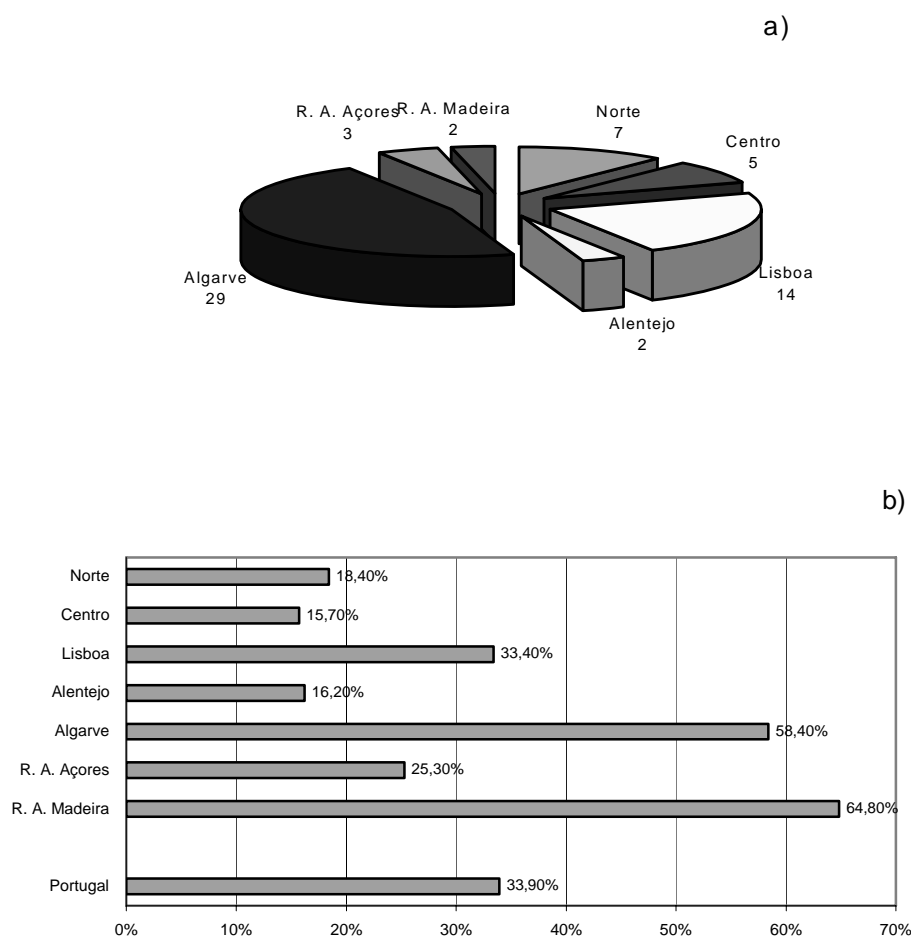 a)
R. A. Açores
3
R. A. Madeira
2
Norte
7
Centro
5
Lisboa
14
Alentejo
2
Algarve
29
b)
Norte 18,40%
Centro 15,70%
Lisboa 33,40%
Alentejo 16,20%
Algarve 58,40%
R. A. Açores 25,30%
R. A. Madeira 64,80%
Portugal 33,90%
0% 10% 20% 30% 40% 50% 60% 70%